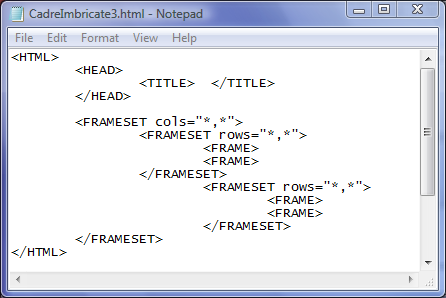 CadreImbricate3.html - Notepad
File Edit Format View Help
<HTML>
<HEAD>
<TITLE> </TITLE>
</HEAD>
<FRAMESET cols="*,*">
<FRAMESET rows="*,*">
<FRAME>
<FRAME>
</FRAMESET>
<FRAMESET rows="*,*">
<FRAME>
<FRAME>
</FRAMESET>
</FRAMESET>
</HTML>